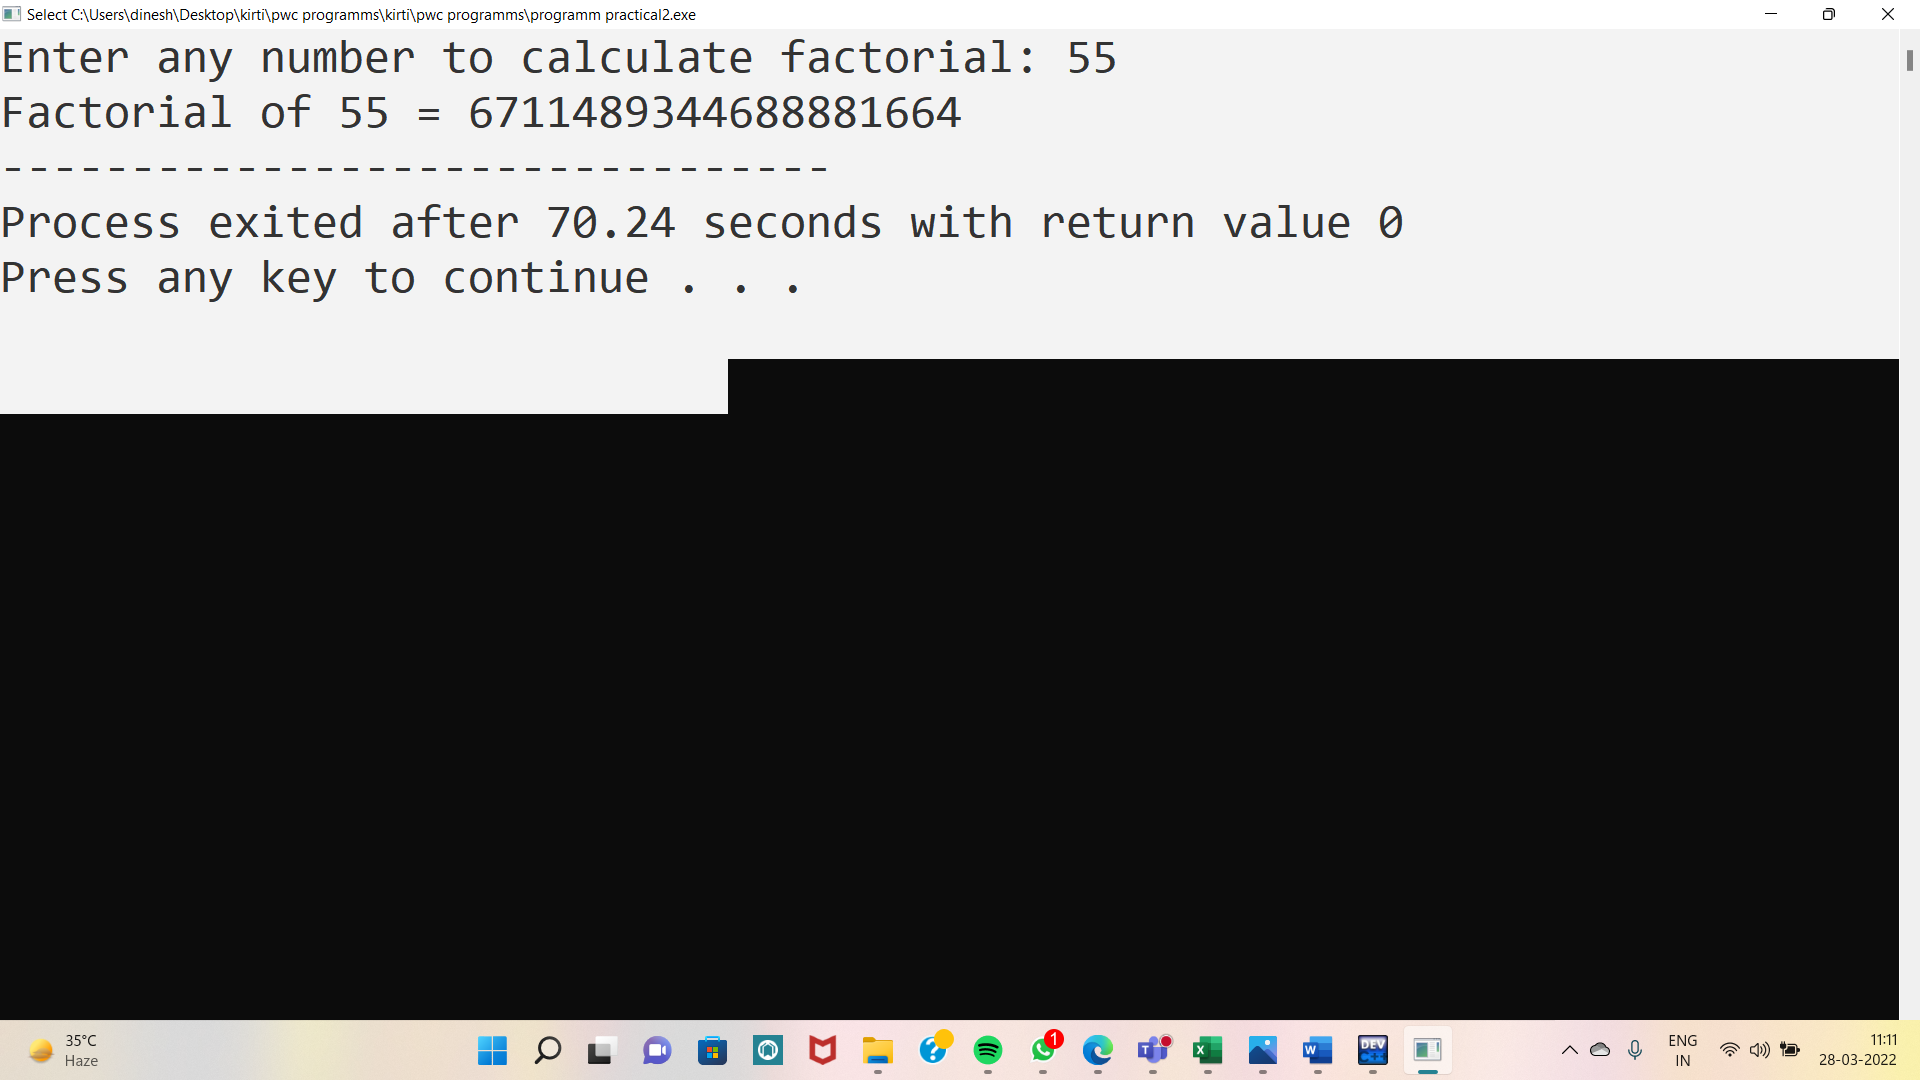 Select C:\Users\dinesh\Desktop\kirti\pwc programms\kirti\pwc programms\programm practical2.exe
Enter any number to calculate factorial: 55
Factorial of 55 = 6711489344688881664
--------------------------------
Process exited after 70.24 seconds with return value 0
Press any key to continue . . .
35°C
Haze
1
T
X
W
DEV
C++
ENG
IN
11:11
28-03-2022